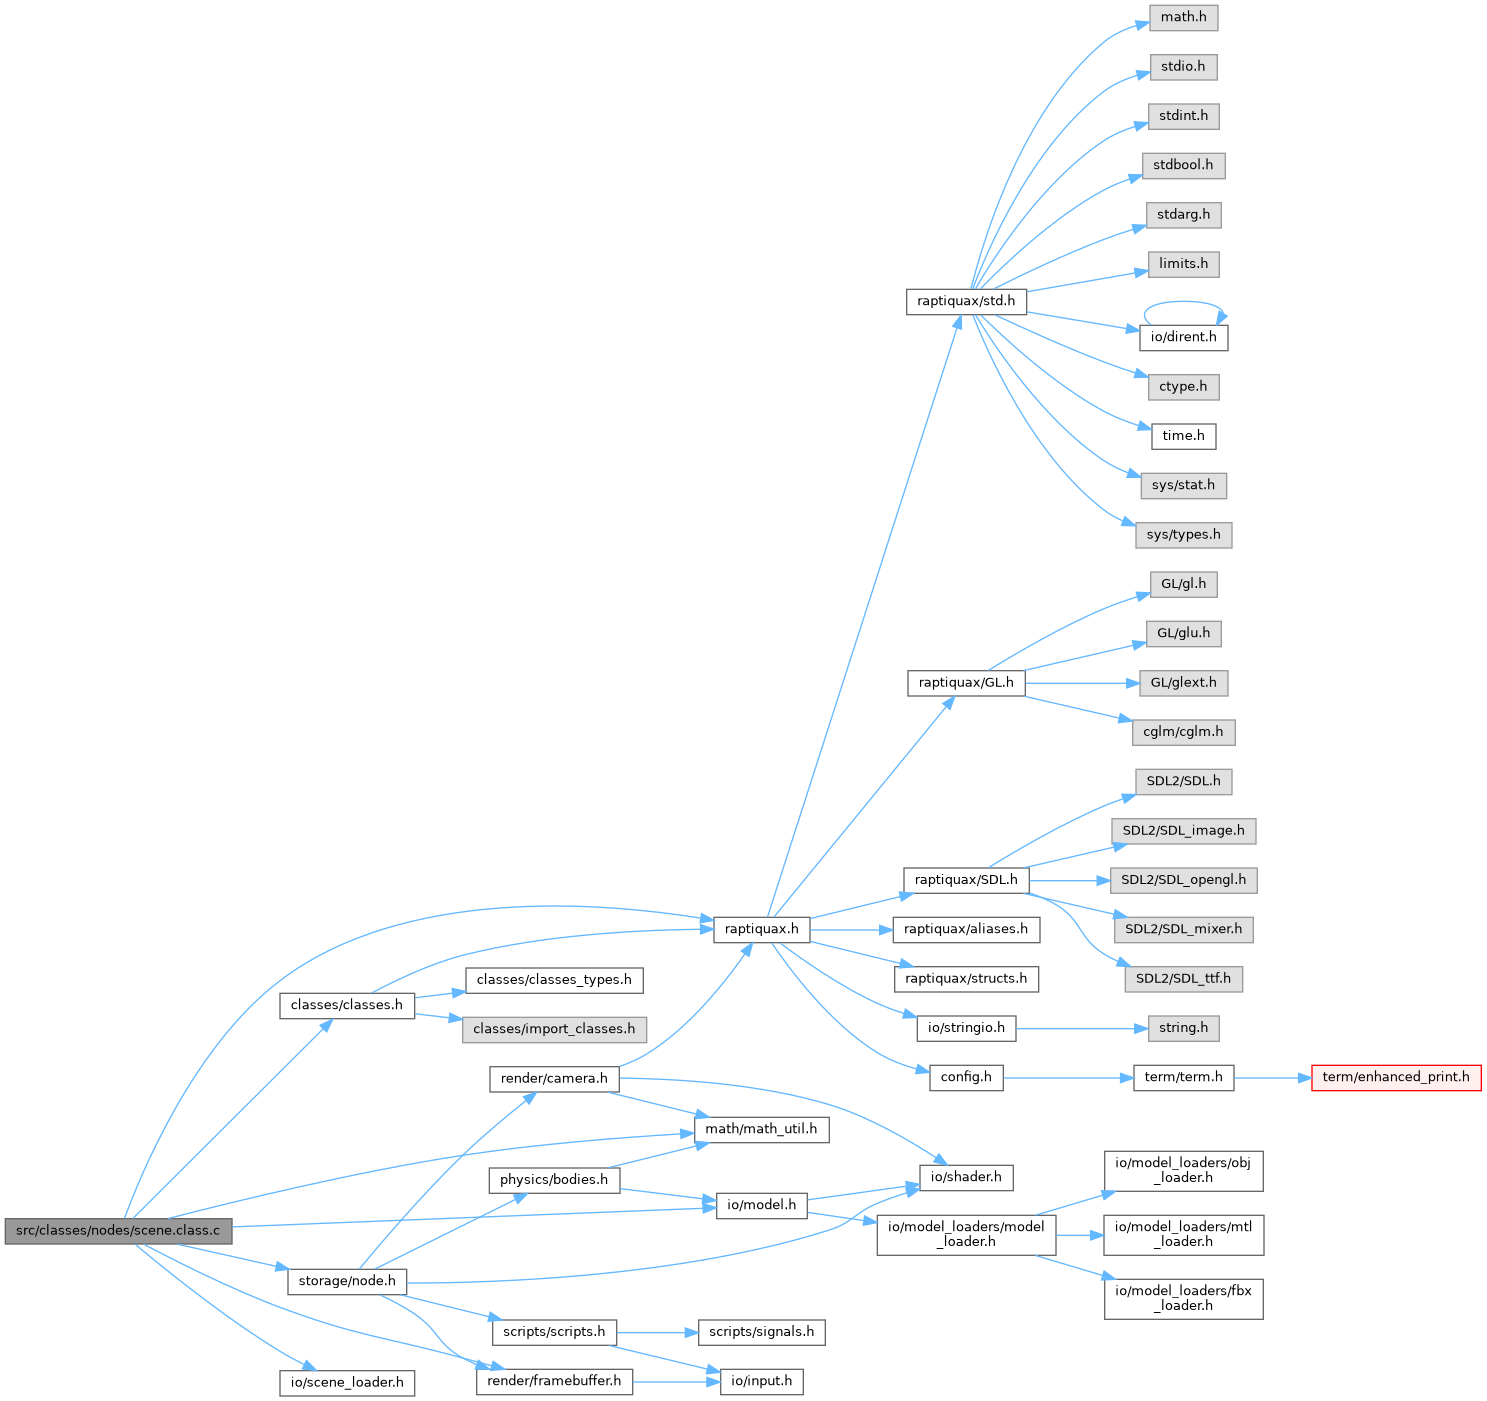 math.h
stdio.h
stdint.h
stdbool.h
stdarg.h
limits.h
raptiquax/std.h
io/dirent.h
ctype.h
time.h
sys/stat.h
sys/types.h
GL/gl.h
GL/glu.h
raptiquax/GL.h
GL/glext.h
cglm/cglm.h
SDL2/SDL.h
SDL2/SDL_image.h
raptiquax/SDL.h
SDL2/SDL_opengl.h
raptiquax.h
raptiquax/aliases.h
SDL2/SDL_mixer.h
classes/classes_types.h
raptiquax/structs.h
SDL2/SDL_ttf.h
classes/classes.h
classes/import_classes.h
io/stringio.h
string.h
render/camera.h
config.h
term/term.h
term/enhanced_print.h
math/math_util.h
physics/bodies.h
io/shader.h
io/model_loaders/obj
_loader.h
io/model.h
src/classes/nodes/scene.class.c
io/model_loaders/model
_loader.h
io/model_loaders/mtl
_loader.h
storage/node.h
io/model_loaders/fbx
_loader.h
scripts/scripts.h
scripts/signals.h
io/scene_loader.h
render/framebuffer.h
io/input.h